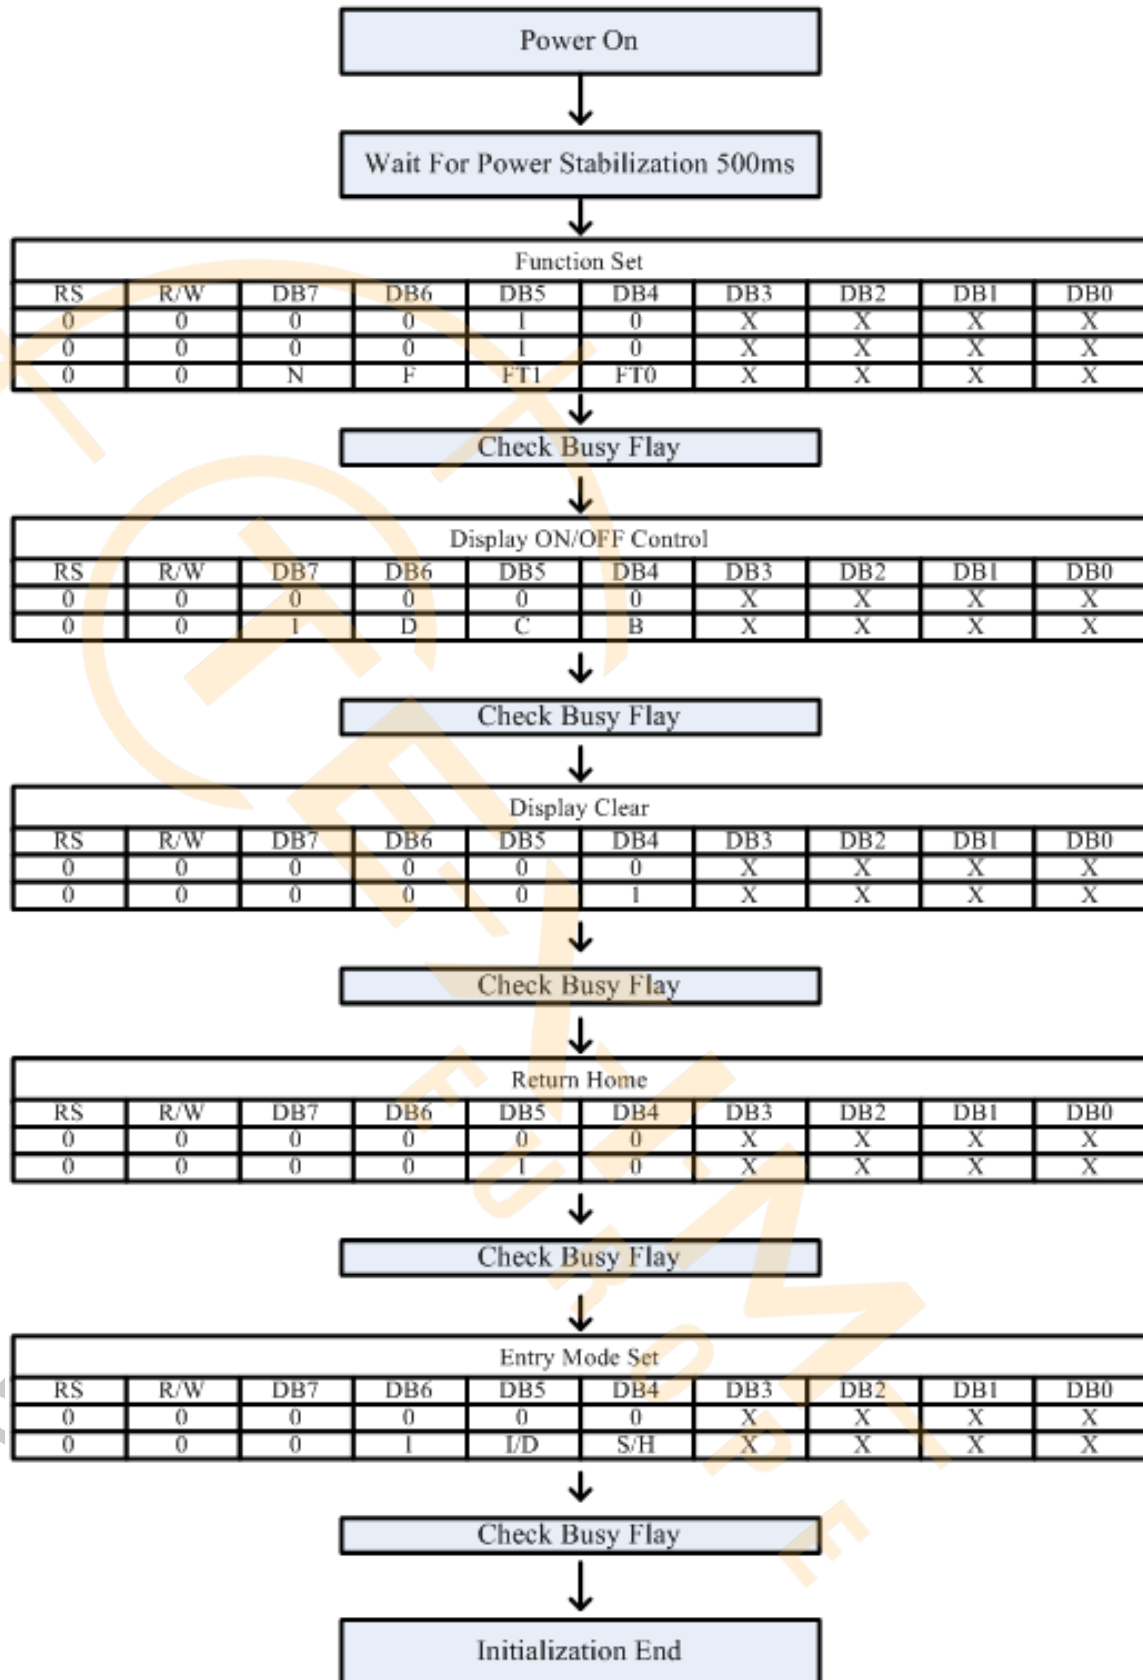 Power On
Wait For Power Stabilization 500ms
Function Set
RS R/W DB7 DB6 DB5 DB4 DB3 DB2 DB1 DB0
0 0 0 0 1 0 X X X X
0 0 0 0 1 0 X X X X
0 0 N F FT1 FT0 X X X X
Check Busy Flay
Display ON/OFF Control
RS R/W DB7 DB6 DB5 DB4 DB3 DB2 DB1 DB0
0 0 0 0 0 0 X X X X
0 0 1 D C B X X X X
Check Busy Flay
Display Clear
RS R/W DB7 DB6 DB5 DB4 DB3 DB2 DB1 DB0
0 0 0 0 0 0 X X X X
0 0 0 0 0 1 X X X X
Check Busy Flay
Return Home
RS R/W DB7 DB6 DB5 DB4 DB3 DB2 DB1 DB0
0 0 0 0 0 0 X X X X
0 0 0 0 1 0 X X X X
Check Busy Flay
Entry Mode Set
RS R/W DB7 DB6 DB5 DB4 DB3 DB2 DB1 DB0
0 0 0 0 0 0 X X X X
0 0 0 1 I/D S/H X X X X
Check Busy Flay
Initialization End
TEXIM
EUROPE